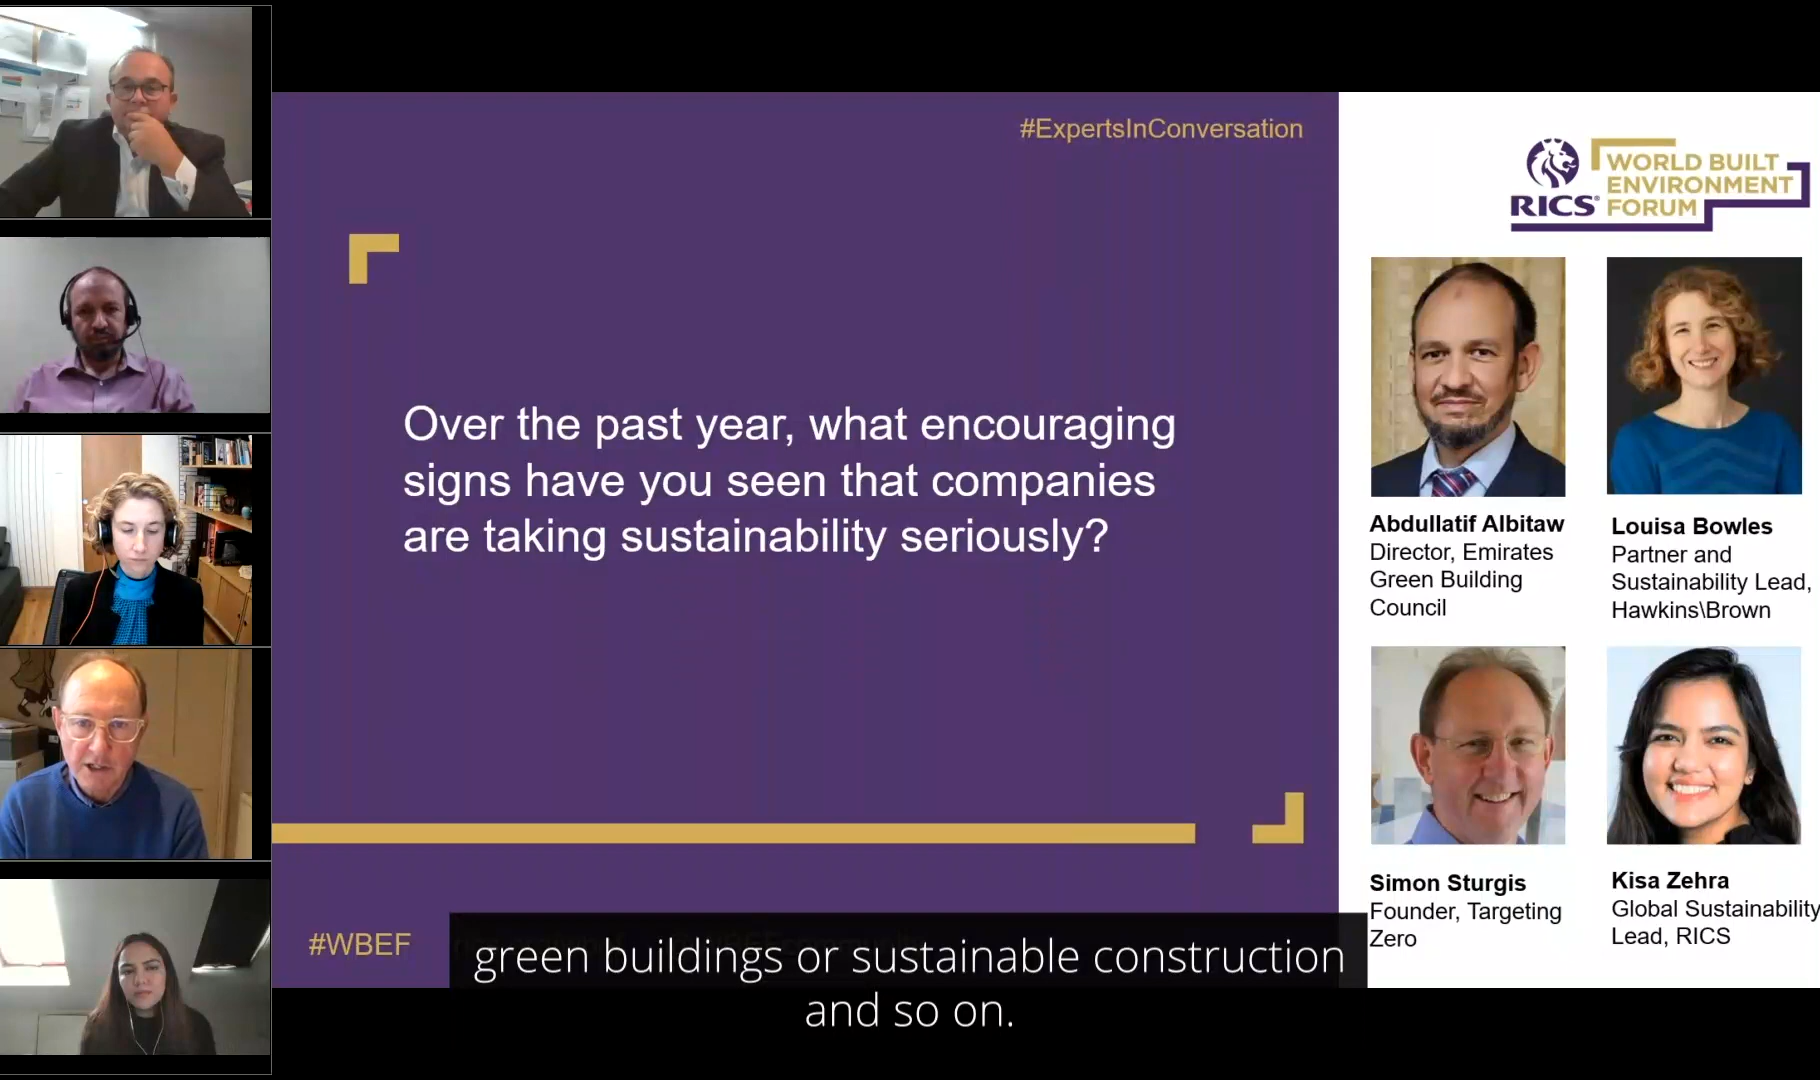 #ExpertsInConversation
Over the past year, what encouraging
signs have you seen that companies
are taking sustainability seriously?
#WBEF
RICS
WORLD BUILT
ENVIRONMENT
FORUM
Abdullatif Albitaw
Director, Emirates
Green Building
Council
Louisa Bowles
Partner and
Sustainability Lead,
Hawkins\Brown
Simon Sturgis
Founder, Targeting
Zero
Kisa Zehra
Global Sustainability
Lead, RICS
green buildings or sustainable construction
and so on.